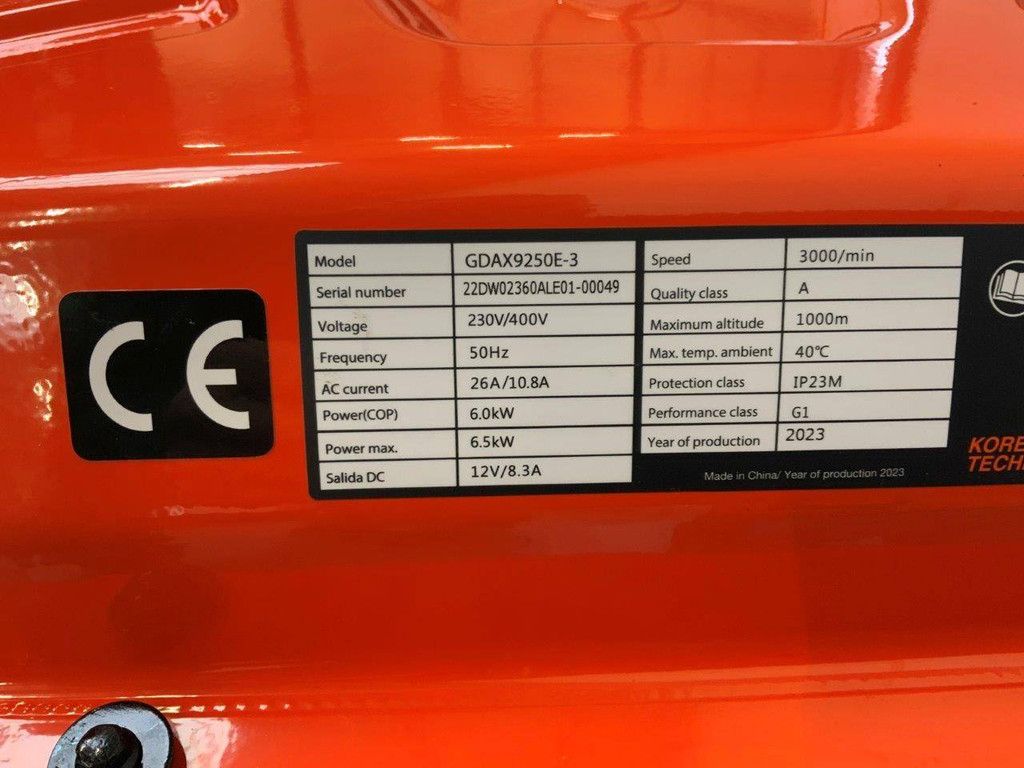 CE
Model GDAX9250E-3
Serial number 22DW02360ALE01-00049
Voltage 230V/400V
Frequency 50Hz
AC current 26A/10.8A
Power(COP) 6.0kW
Power max. 6.5kW
Salida DC 12V/8.3A
Speed 3000/min
Quality class A
Maximum altitude 1000m
Max. temp. ambient 40℃
Protection class IP23M
Performance class G1
Year of production 2023
Made in China/ Year of production 2023
KORE
TECH